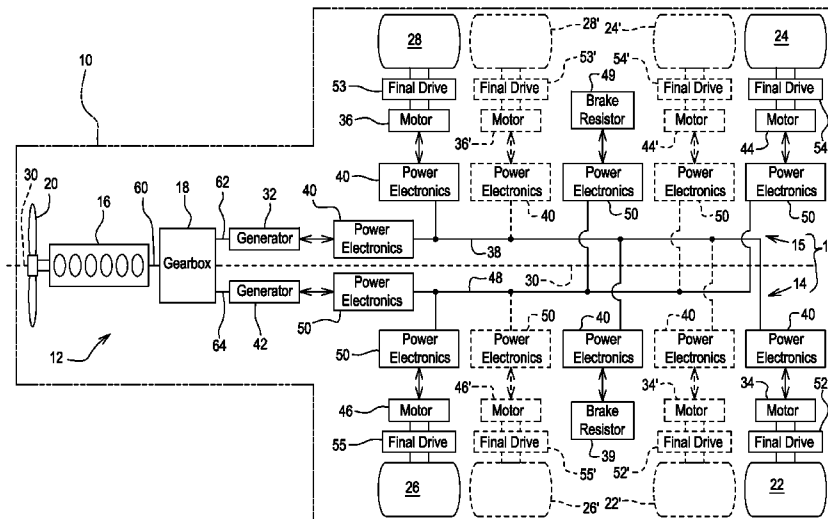 28 28' 24' 24
10
53 Final Drive Final Drive 53' 49 54' Final Drive Final Drive
36 Motor Motor 36' Brake Resistor 44' Motor 44 Motor 54
30 20 16 60 18 62 32 40
40 Power Electronics Power Electronics 40 Power Electronics 50 Power Electronics 50 Power Electronics 50
Generator Power Electronics 38 15
Gearbox 30
Generator Power Electronics 48 14
12 64 42 50
50 Power Electronics Power Electronics 50 Power Electronics 40 Power Electronics 40 Power Electronics 40
46 Motor 46' Motor Brake Resistor 34' Motor 34 Motor 52
55 Final Drive Final Drive 55' 39 52' Final Drive Final Drive
26 26' 22' 22